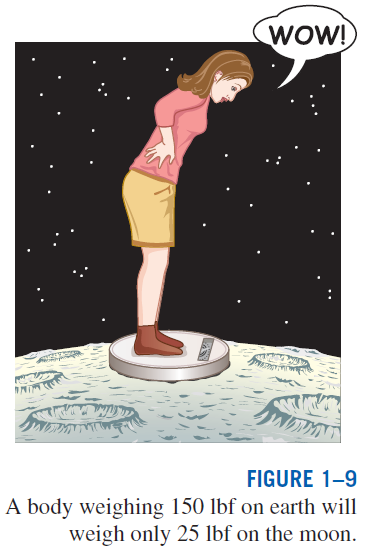 WOW!
FIGURE 1–9
A body weighing 150 lbf on earth will
weigh only 25 lbf on the moon.